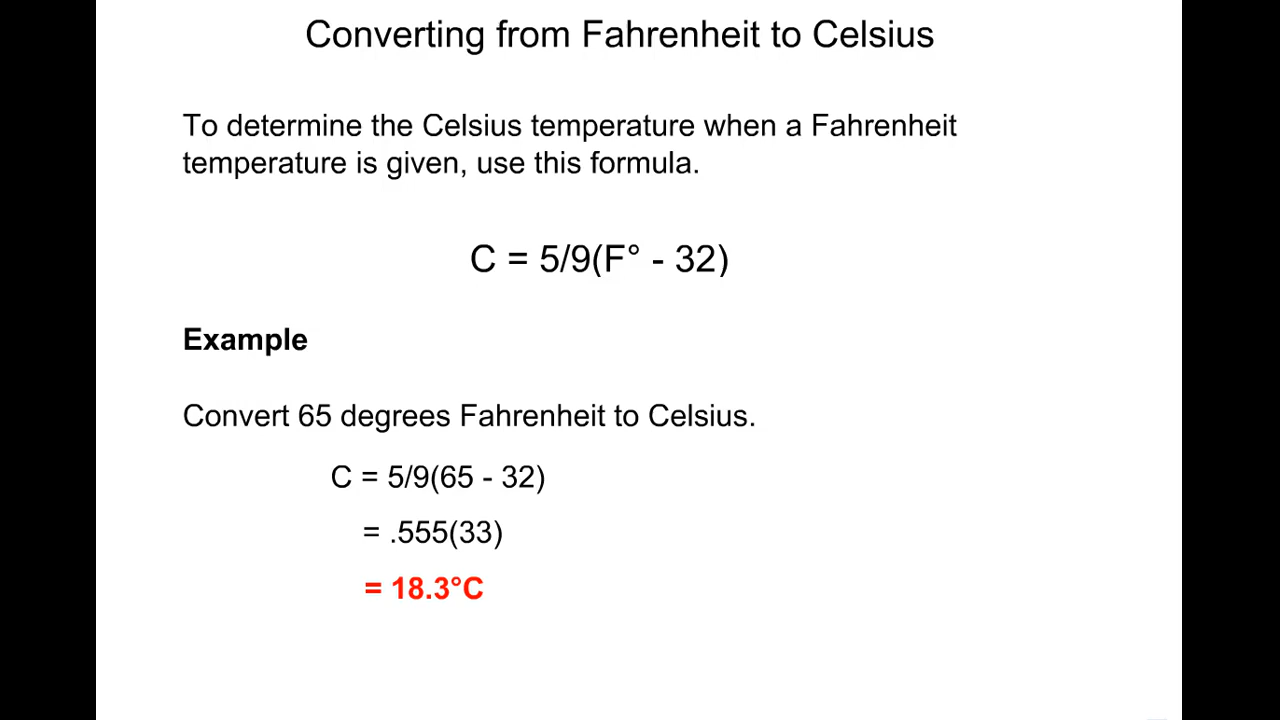 Converting from Fahrenheit to Celsius
To determine the Celsius temperature when a Fahrenheit
temperature is given, use this formula.
C = 5/9(F° - 32)
Example
Convert 65 degrees Fahrenheit to Celsius.
C = 5/9(65 - 32)
= .555(33)
= 18.3°C